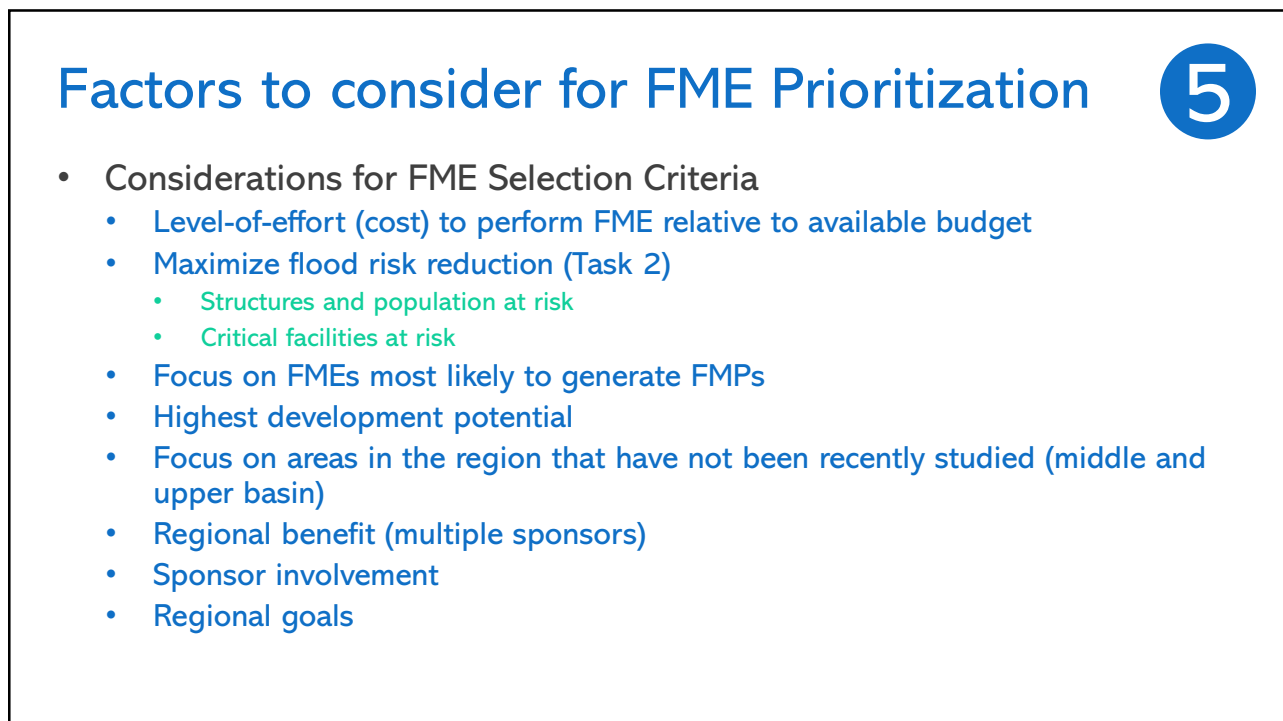 Factors to consider for FME Prioritization
5
• Considerations for FME Selection Criteria
• Level-of-effort (cost) to perform FME relative to available budget
• Maximize flood risk reduction (Task 2)
• Structures and population at risk
• Critical facilities at risk
• Focus on FMEs most likely to generate FMPs
• Highest development potential
• Focus on areas in the region that have not been recently studied (middle and
upper basin)
• Regional benefit (multiple sponsors)
• Sponsor involvement
• Regional goals